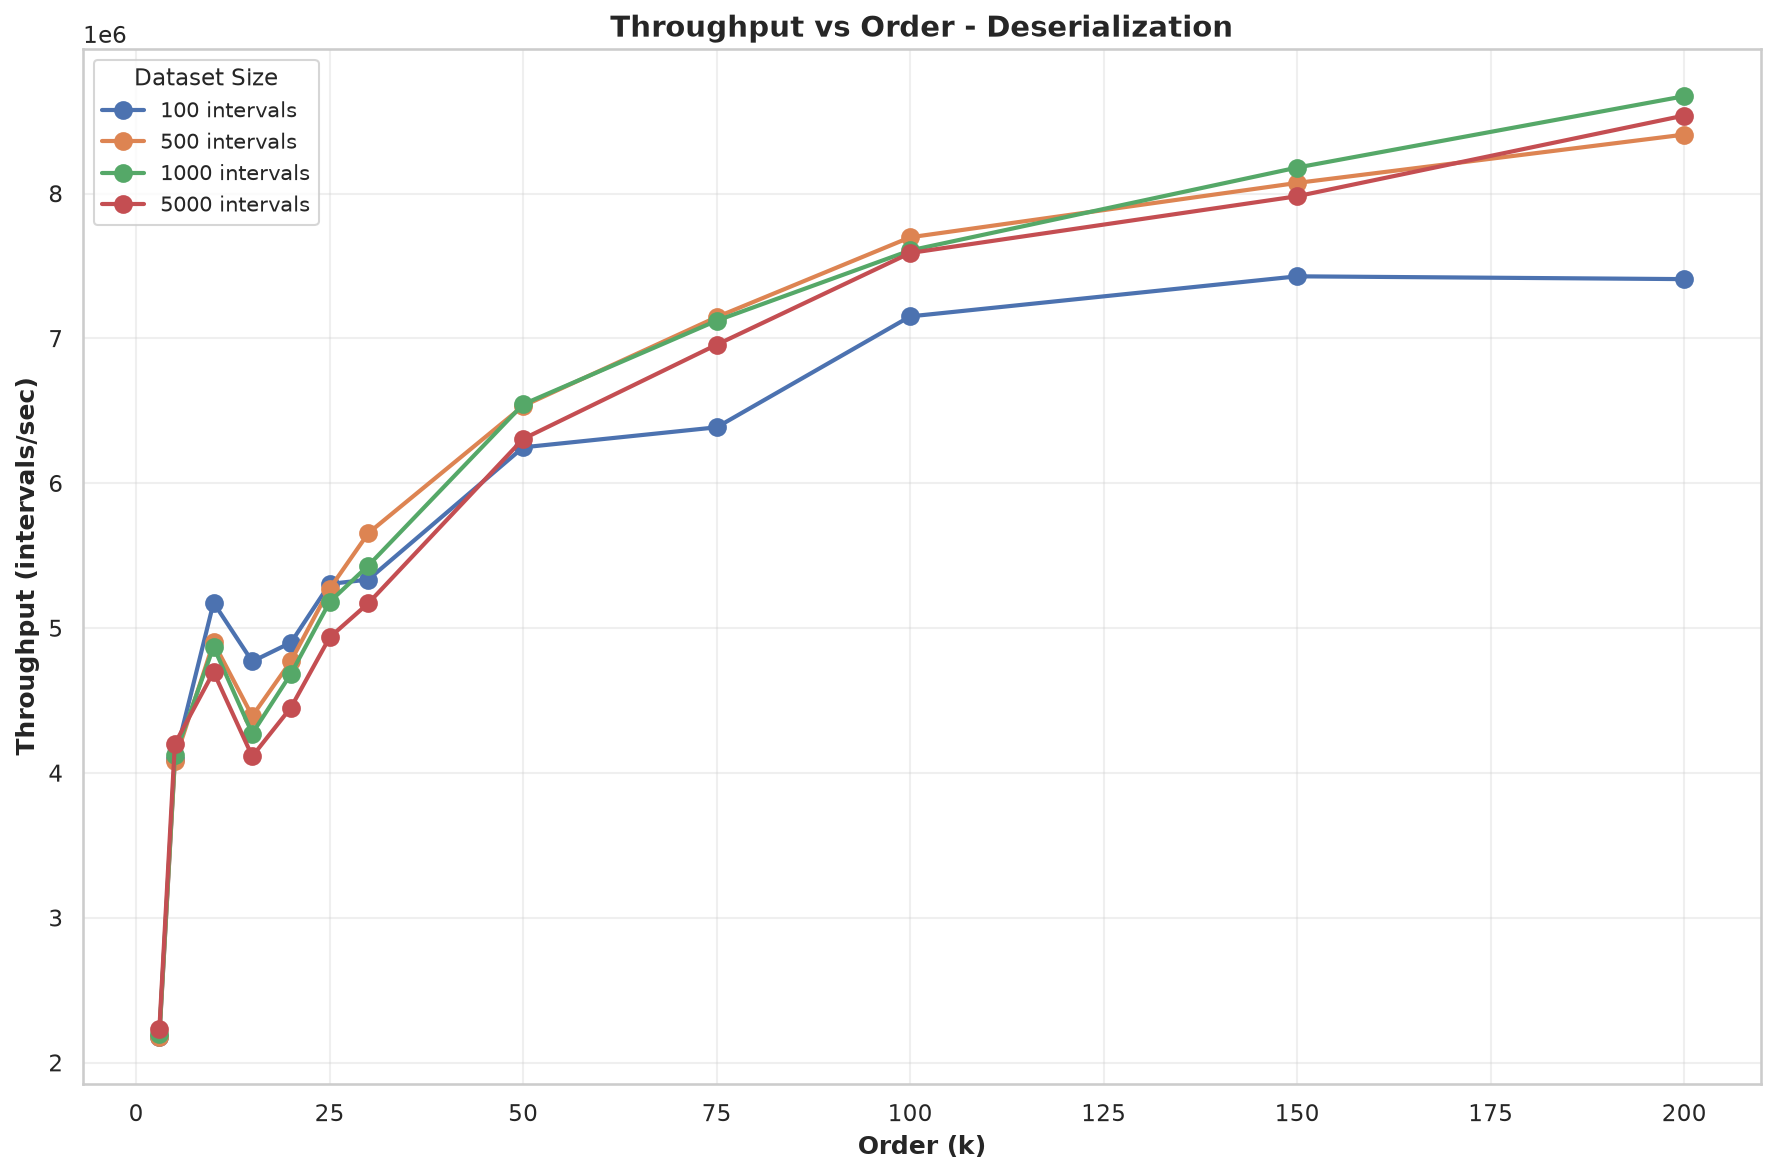 Throughput vs Order - Deserialization
1e6
Dataset Size
100 intervals
500 intervals
1000 intervals
5000 intervals
Throughput (intervals/sec)
8
7
6
5
4
3
2
0 25 50 75 100 125 150 175 200
Order (k)